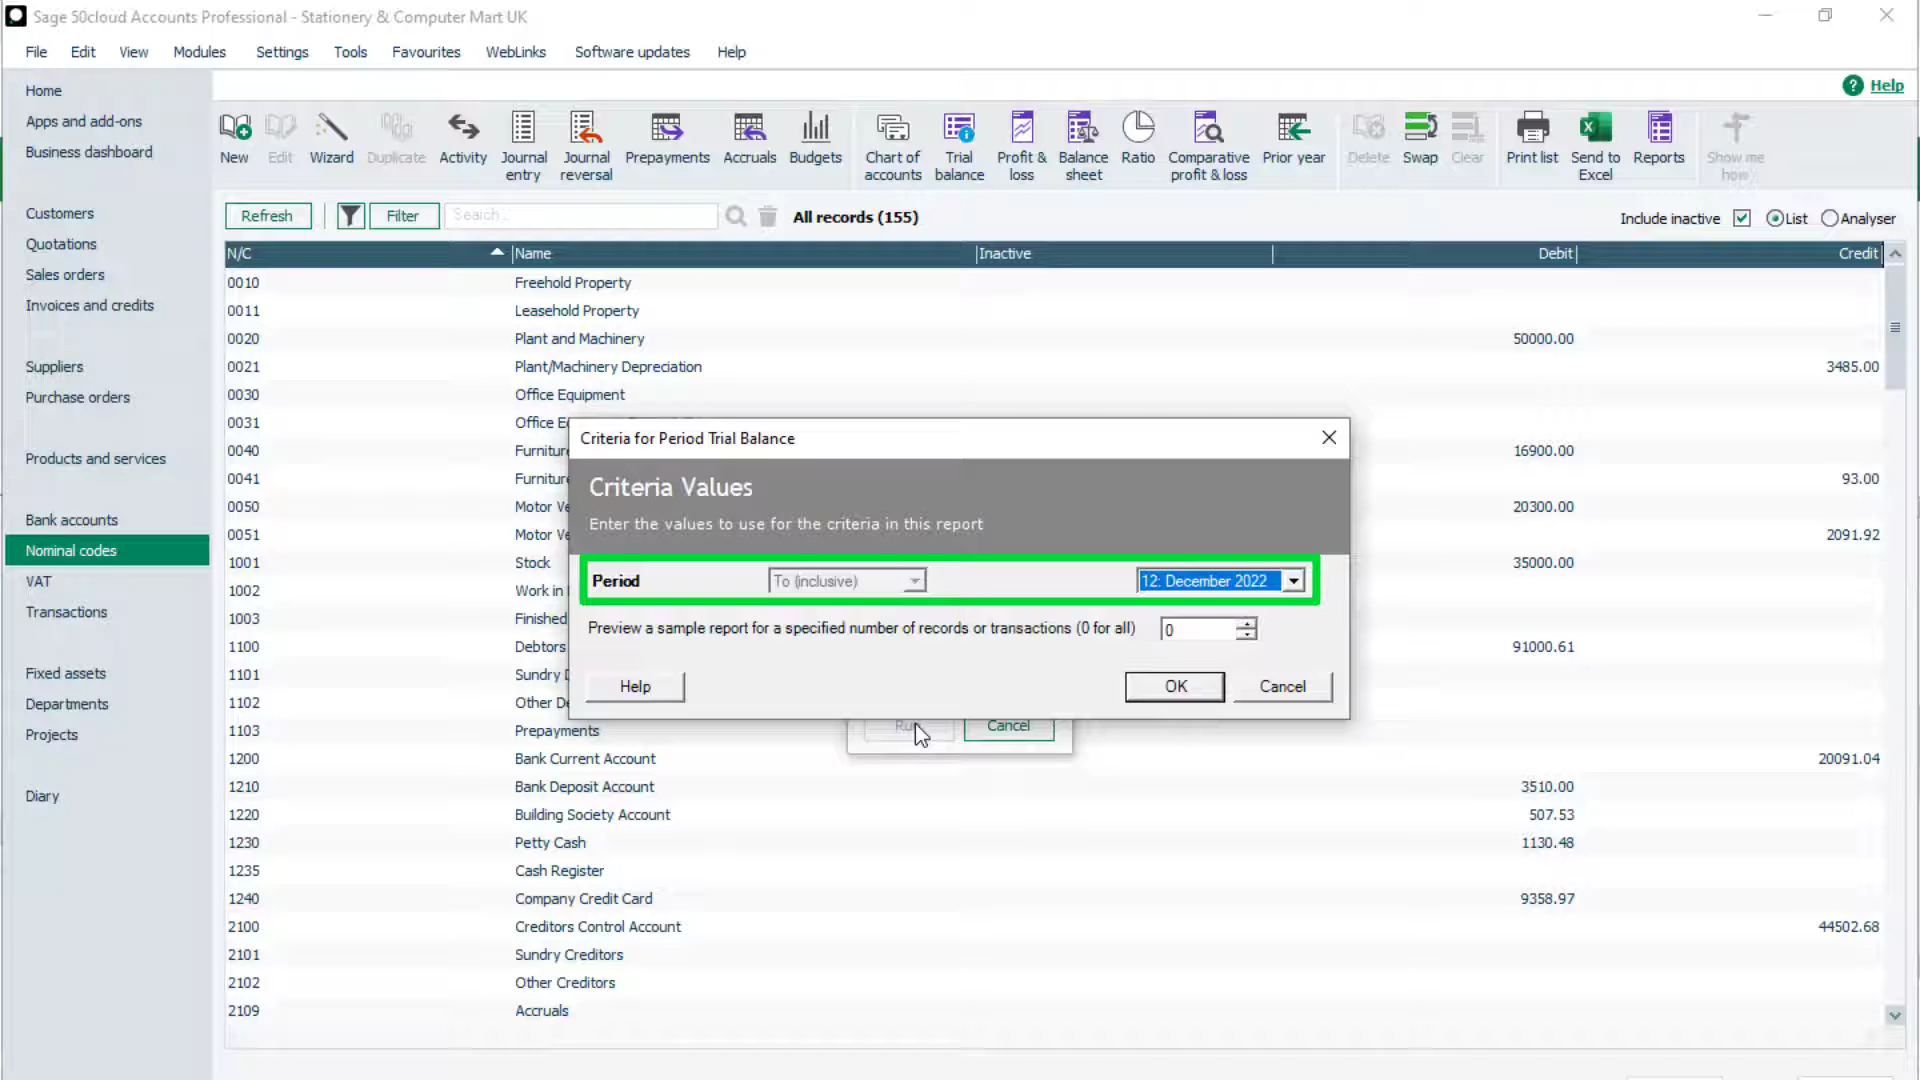 Sage 50cloud Accounts Professional - Stationery & Computer Mart UK
File Edit View Modules Settings Tools Favourites WebLinks Software updates Help
Home
Apps and add-ons
Business dashboard
Customers
Quotations
Sales orders
Invoices and credits
Suppliers
Purchase orders
Products and services
Bank accounts
Nominal codes
VAT
Transactions
Fixed assets
Departments
Projects
Diary
? Help
New Edit Wizard Duplicate Activity Journal entry Journal reversal Prepayments Accruals Budgets Chart of accounts Trial balance Profit & loss Balance sheet Ratio Comparative profit & loss Prior year Delete Swap Clear Print list Send to Excel Reports Show me how
Refresh Filter Search... All records (155) Include inactive List Analyser
N/C Name Inactive Debit Credit
0010 Freehold Property
0011 Leasehold Property
0020 Plant and Machinery 50000.00
0021 Plant/Machinery Depreciation 3485.00
0030 Office Equipment
0031 Office E
0040 Furniture 16900.00
0041 Furniture 93.00
0050 Motor Ve 20300.00
0051 Motor Ve 2091.92
1001 Stock 35000.00
1002 Work in
1003 Finished
1100 Debtors 91000.61
1101 Sundry D
1102 Other De
1103 Prepayments
1200 Bank Current Account 20091.04
1210 Bank Deposit Account 3510.00
1220 Building Society Account 507.53
1230 Petty Cash 1130.48
1235 Cash Register
1240 Company Credit Card 9358.97
2100 Creditors Control Account 44502.68
2101 Sundry Creditors
2102 Other Creditors
2109 Accruals
Criteria for Period Trial Balance
Criteria Values
Enter the values to use for the criteria in this report
Period To (inclusive) 12: December 2022
Preview a sample report for a specified number of records or transactions (0 for all) 0
Help OK Cancel
Cancel